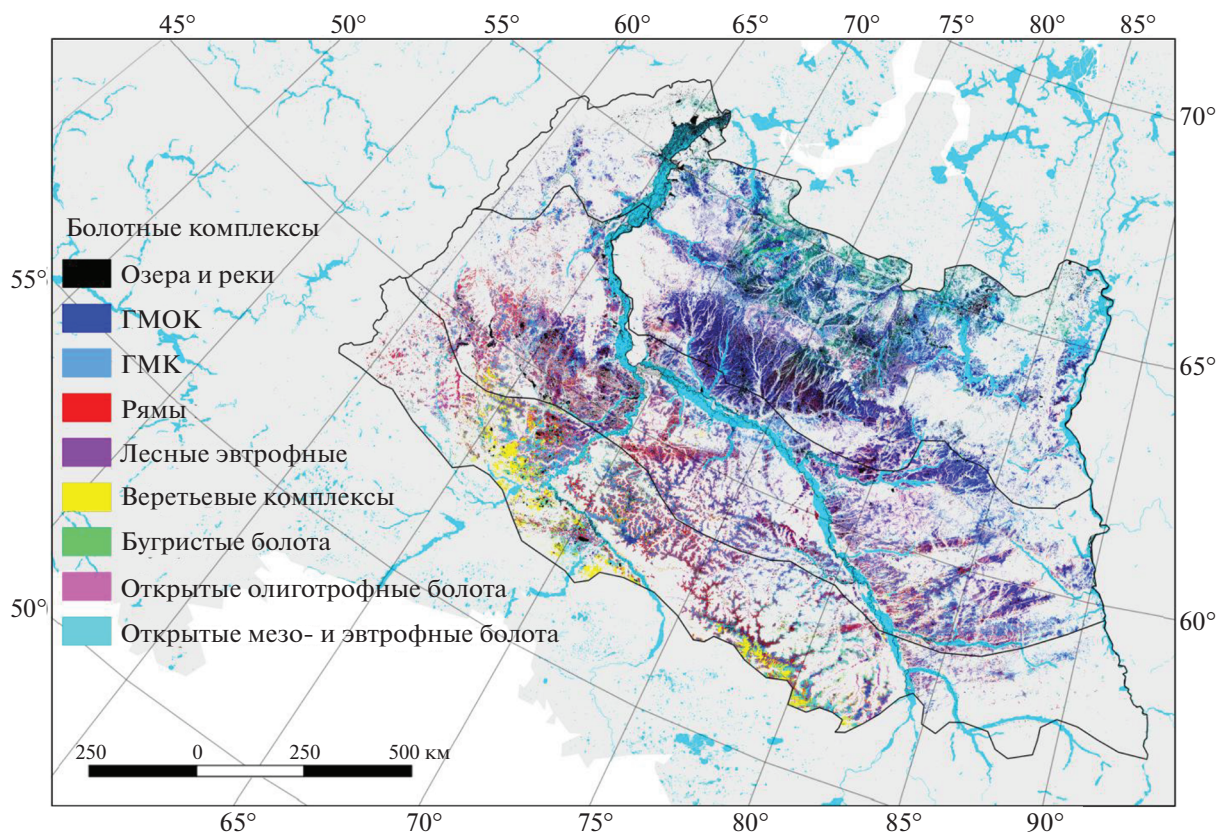 45° 50° 55° 60° 65° 70° 75° 80° 85°
70°
Болотные комплексы
55°
Озера и реки
ГМОК
65°
ГМК
Рямы
Лесные эвтрофные
Веретьевые комплексы
Бугристые болота
Открытые олиготрофные болота
50°
60°
Открытые мезо- и эвтрофные болота
250 0 250 500 км
65° 70° 75° 80° 85° 90°